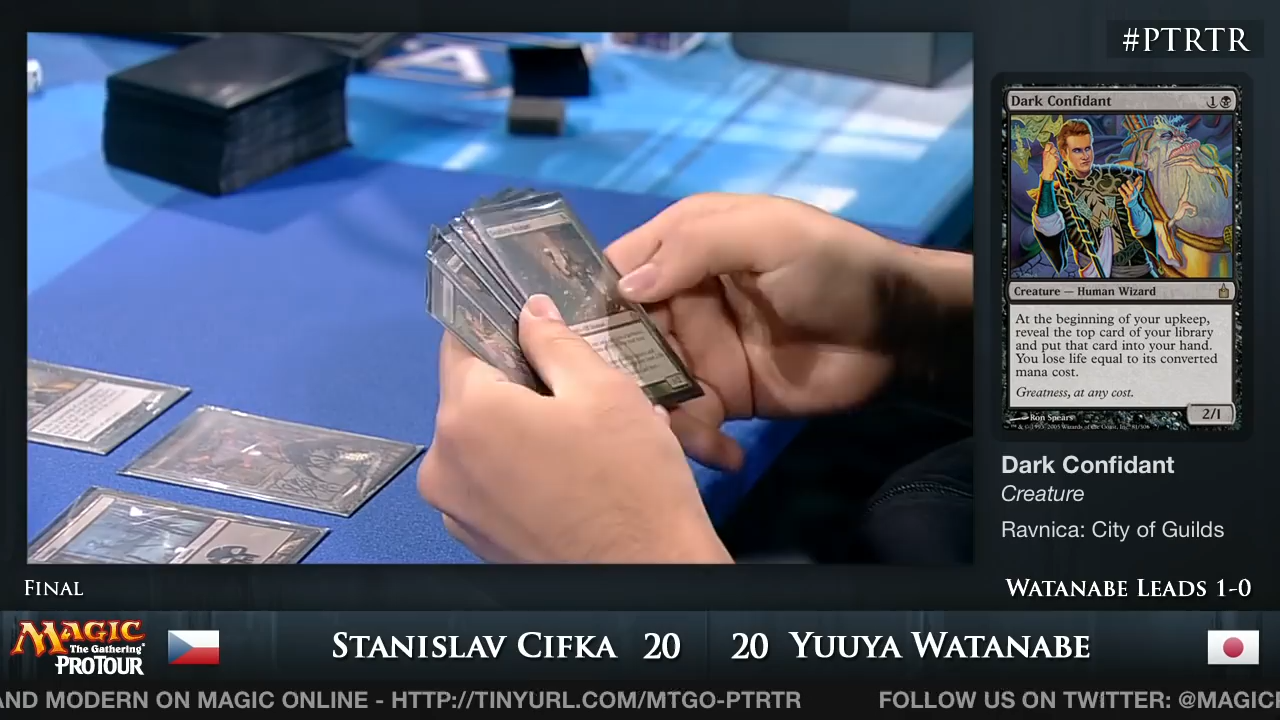 #PTRTR
Dark Confidant 1
Creature — Human Wizard
At the beginning of your upkeep,
reveal the top card of your library
and put that card into your hand.
You lose life equal to its converted
mana cost.
Greatness, at any cost.
Ron Spears
2/1
Dark Confidant
Creature
Ravnica: City of Guilds
FINAL
WATANABE LEADS 1-0
MAGIC
The Gathering
PROTOUR
STANISLAV CIFKA 20
20 YUUYA WATANABE
AND MODERN ON MAGIC ONLINE - HTTP://TINYURL.COM/MTGO-PTRTR FOLLOW US ON TWITTER: @MAGIC